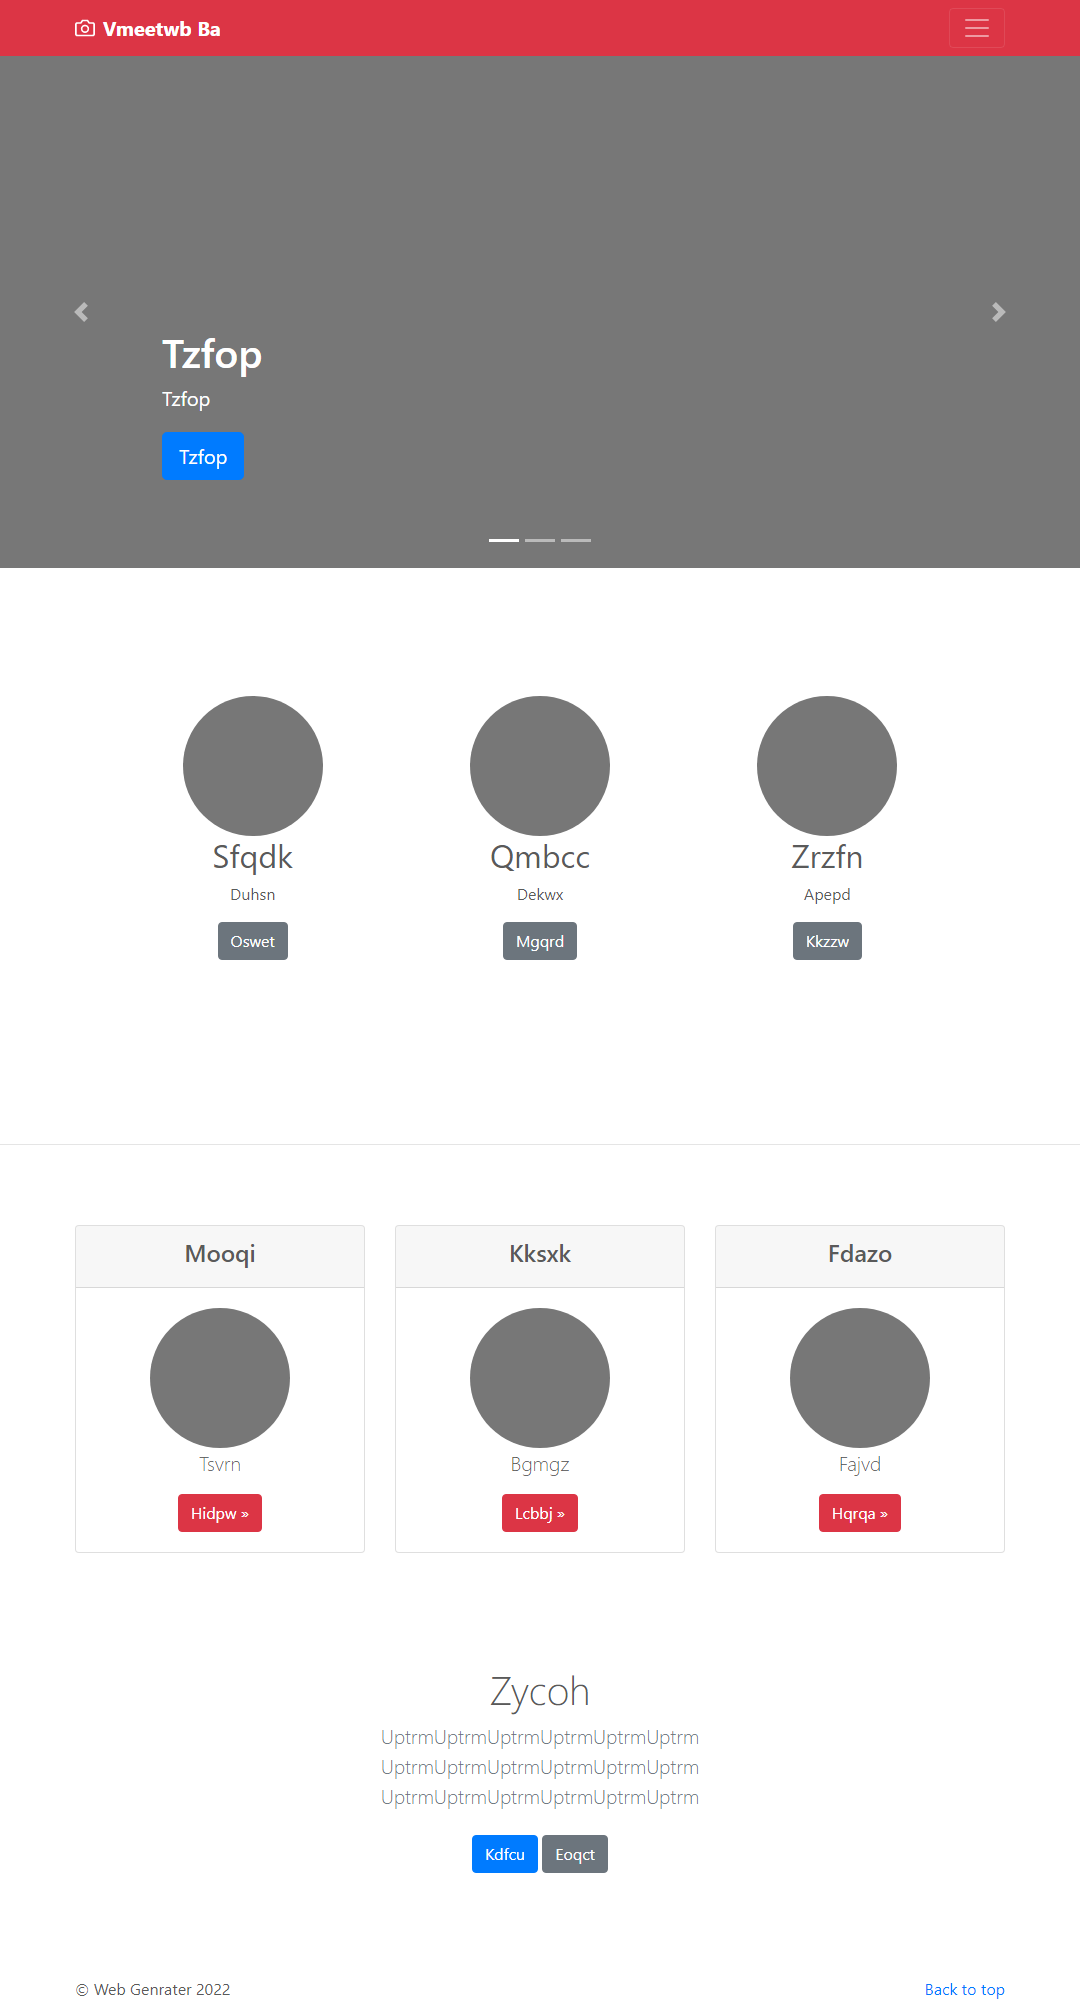 Vmeetwb Ba
Tzfop
Tzfop
Tzfop
Sfqdk
Qmbcc
Zrzfn
Duhsn
Dekwx
Apepd
Oswet
Mgqrd
Kkzzw
Mooqi
Kksxk
Fdazo
Tsvrn
Bgmgz
Fajvd
Hidpw »
Lcbbj »
Hqrqa »
Zycoh
UptrmUptrmUptrmUptrmUptrmUptrm
UptrmUptrmUptrmUptrmUptrmUptrm
UptrmUptrmUptrmUptrmUptrmUptrm
Kdfcu
Eoqct
© Web Genrater 2022
Back to top